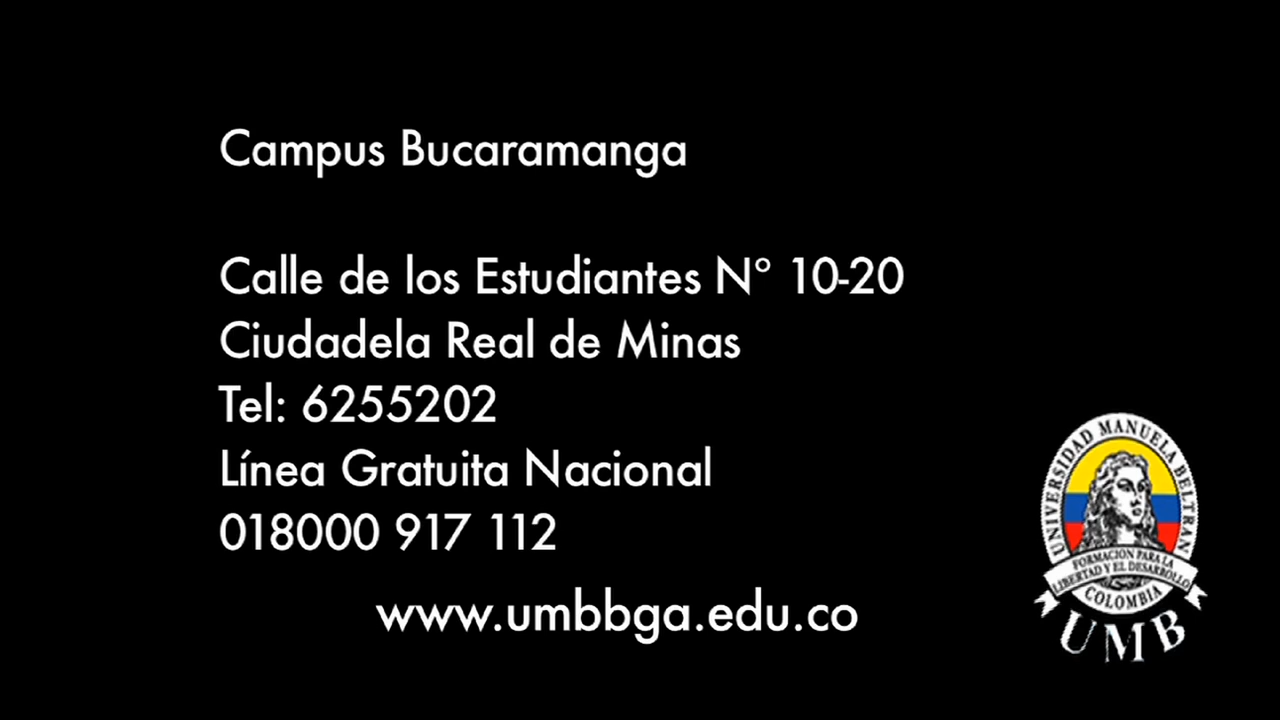 Campus Bucaramanga
Calle de los Estudiantes N° 10-20
Ciudadela Real de Minas
Tel: 6255202
Línea Gratuita Nacional
018000 917 112
www.umbbga.edu.co
UNIVERSIDAD MANUELA BELTRAN
FORMACIÓN PARA LA
LIBERTAD Y EL DESARROLLO
COLOMBIA
UMB